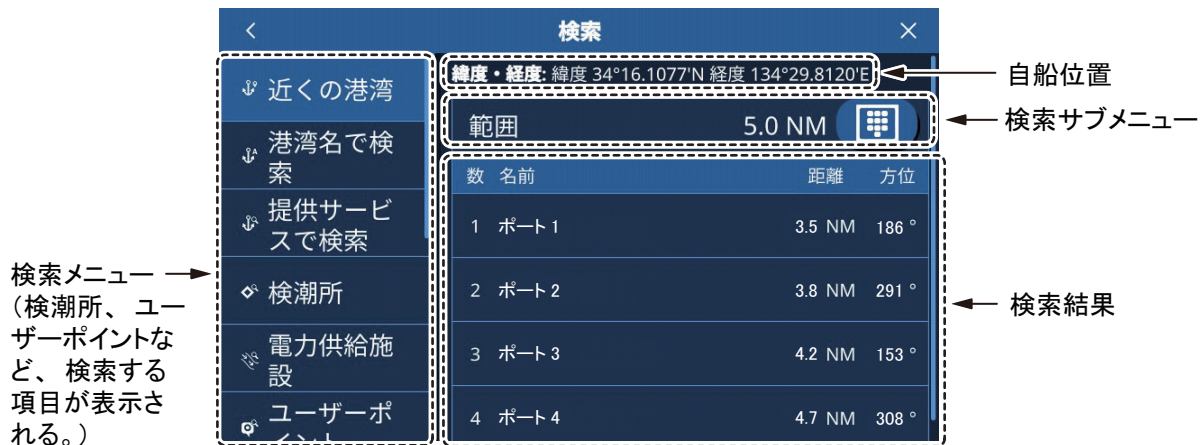 検索
緯度・経度: 緯度 34°16.1077'N 経度 134°29.8120'E
自船位置
範囲 5.0 NM
検索サブメニュー
近くの港湾
港湾名で検
索
提供サービ
スで検索
検潮所
電力供給施
設
ユーザーポ
イント
検索メニュー
(検潮所、ユー
ザーポイントな
ど、検索する
項目が表示さ
れる。)
数 名前 距離 方位
1 ポート 1 3.5 NM 186 °
2 ポート 2 3.8 NM 291 °
3 ポート 3 4.2 NM 153 °
4 ポート 4 4.7 NM 308 °
検索結果